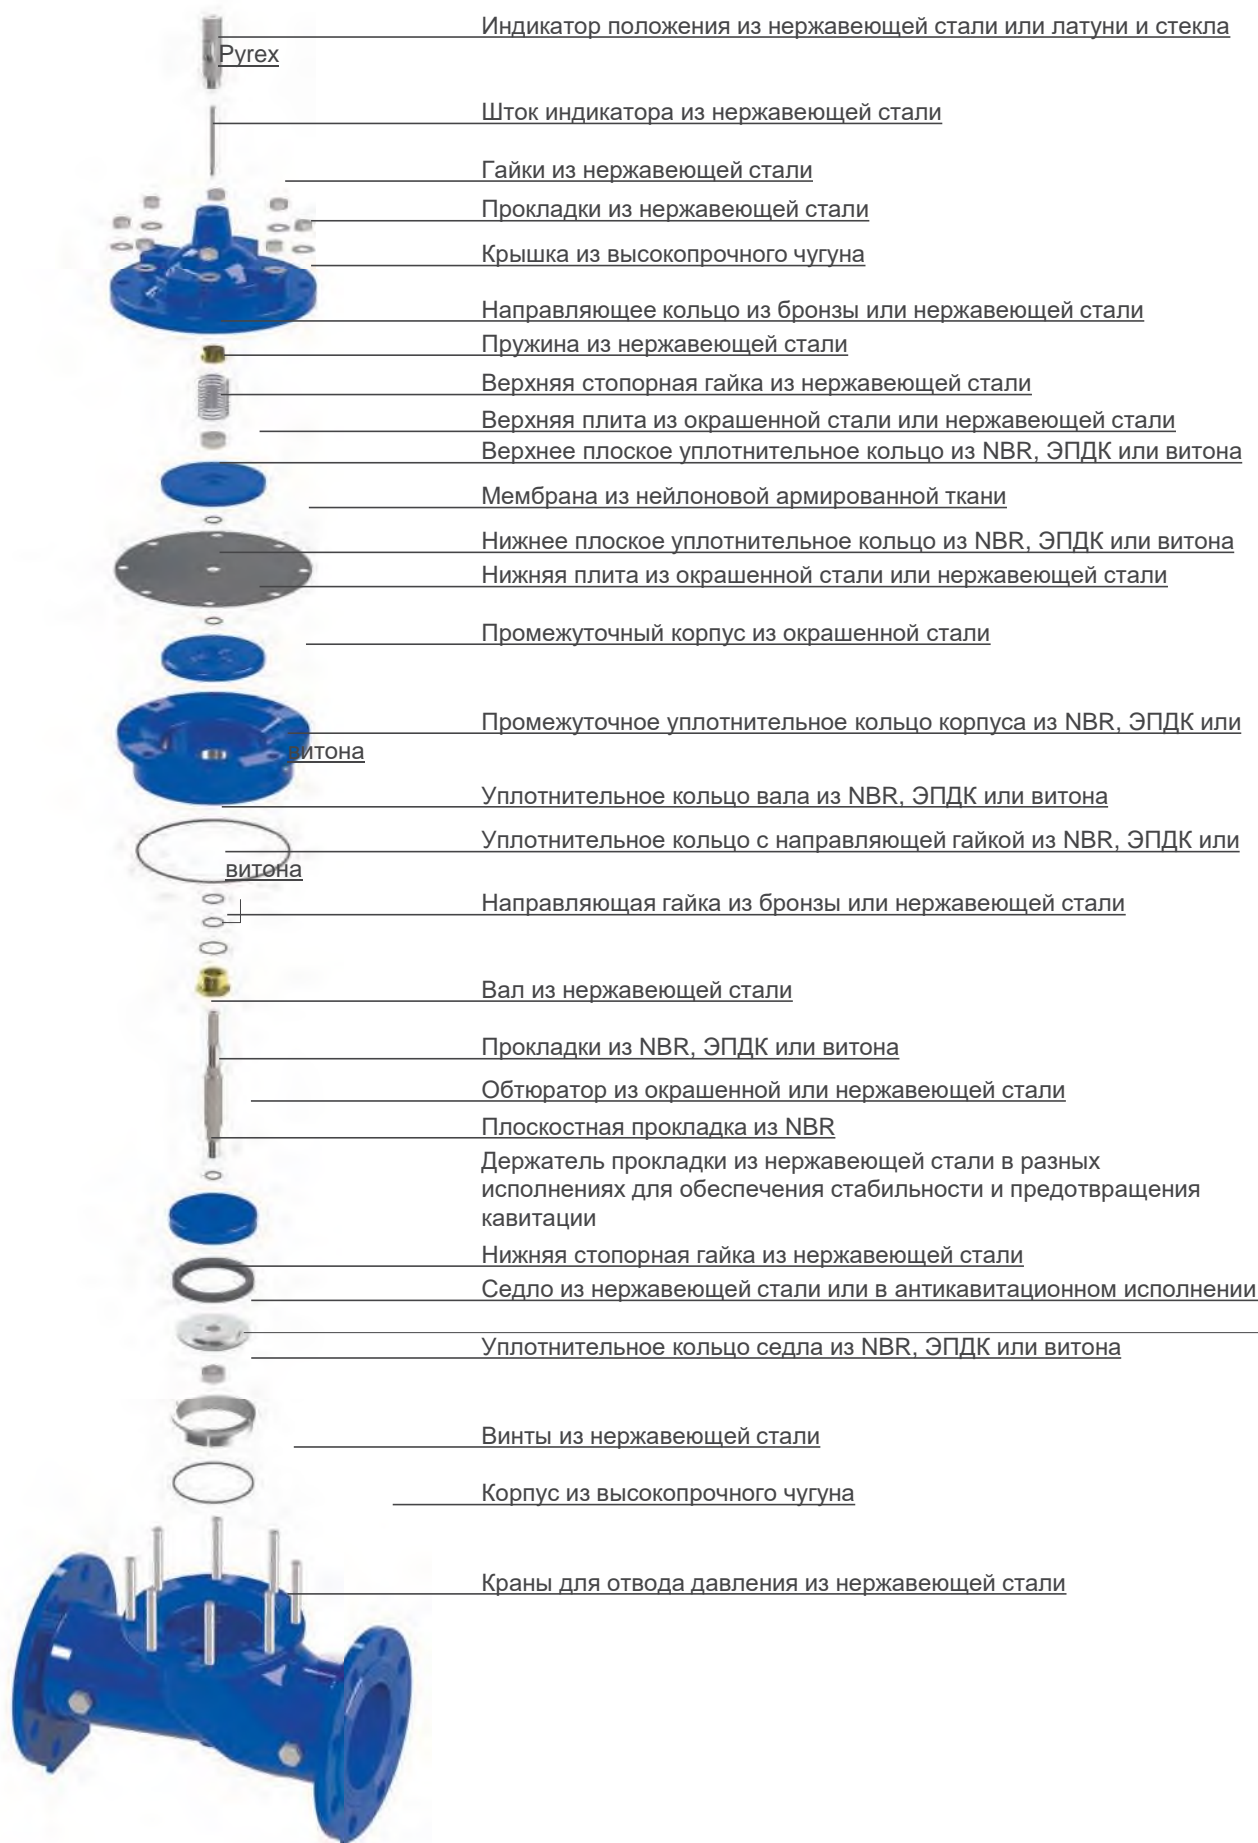 Индикатор положения из нержавеющей стали или латуни и стекла
Pyrex
Шток индикатора из нержавеющей стали
Гайки из нержавеющей стали
Прокладки из нержавеющей стали
Крышка из высокопрочного чугуна
Направляющее кольцо из бронзы или нержавеющей стали
Пружина из нержавеющей стали
Верхняя стопорная гайка из нержавеющей стали
Верхняя плита из окрашенной стали или нержавеющей стали
Верхнее плоское уплотнительное кольцо из NBR, ЭПДК или витона
Мембрана из нейлоновой армированной ткани
Нижнее плоское уплотнительное кольцо из NBR, ЭПДК или витона
Нижняя плита из окрашенной стали или нержавеющей стали
Промежуточный корпус из окрашенной стали
Промежуточное уплотнительное кольцо корпуса из NBR, ЭПДК или
витона
Уплотнительное кольцо вала из NBR, ЭПДК или витона
Уплотнительное кольцо с направляющей гайкой из NBR, ЭПДК или
витона
Направляющая гайка из бронзы или нержавеющей стали
Вал из нержавеющей стали
Прокладки из NBR, ЭПДК или витона
Обтюратор из окрашенной или нержавеющей стали
Плоскостная прокладка из NBR
Держатель прокладки из нержавеющей стали в разных
исполнениях для обеспечения стабильности и предотвращения
кавитации
Нижняя стопорная гайка из нержавеющей стали
Седло из нержавеющей стали или в антикавитационном исполнении
Уплотнительное кольцо седла из NBR, ЭПДК или витона
Винты из нержавеющей стали
Корпус из высокопрочного чугуна
Краны для отвода давления из нержавеющей стали